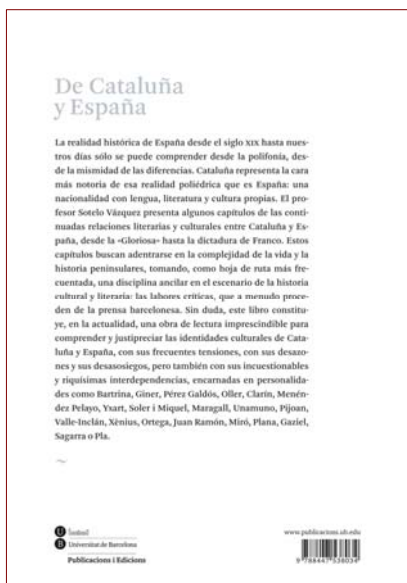 De Cataluña
y España
La realidad histórica de España desde el siglo XIX hasta nues-
tros días sólo se puede comprender desde la polifonía, des-
de la mismidad de las diferencias. Cataluña representa la cara
más notoria de esa realidad poliédrica que es España: una
nacionalidad con lengua, literatura y cultura propias. El pro-
fesor Sotelo Vázquez presenta algunos capítulos de las conti-
nuadas relaciones literarias y culturales entre Cataluña y Es-
paña, desde la «Gloriosa» hasta la dictadura de Franco. Estos
capítulos buscan adentrarse en la complejidad de la vida y la
historia peninsulares, tomando, como hoja de ruta más fre-
cuentada, una disciplina ancilar en el escenario de la historia
cultural y literaria: las labores críticas, que a menudo proce-
den de la prensa barcelonesa. Sin duda, este libro constitu-
ye, en la actualidad, una obra de lectura imprescindible para
comprender y justipreciar las identidades culturales de Cata-
luña y España, con sus frecuentes tensiones, con sus desazo-
nes y sus desasosiegos, pero también con sus incuestionables
y riquísimas interdependencias, encarnadas en personalida-
des como Bartrina, Giner, Pérez Galdós, Oller, Clarín, Menén-
dez Pelayo, Yxart, Soler i Miquel, Maragall, Unamuno, Pijoan,
Valle-Inclán, Xènius, Ortega, Juan Ramón, Miró, Plana, Gaziel,
Sagarra o Pla.
~
U
B
Universitat de Barcelona
Publicacions i Edicions
www.publicacions.ub.edu
9 788447 538034